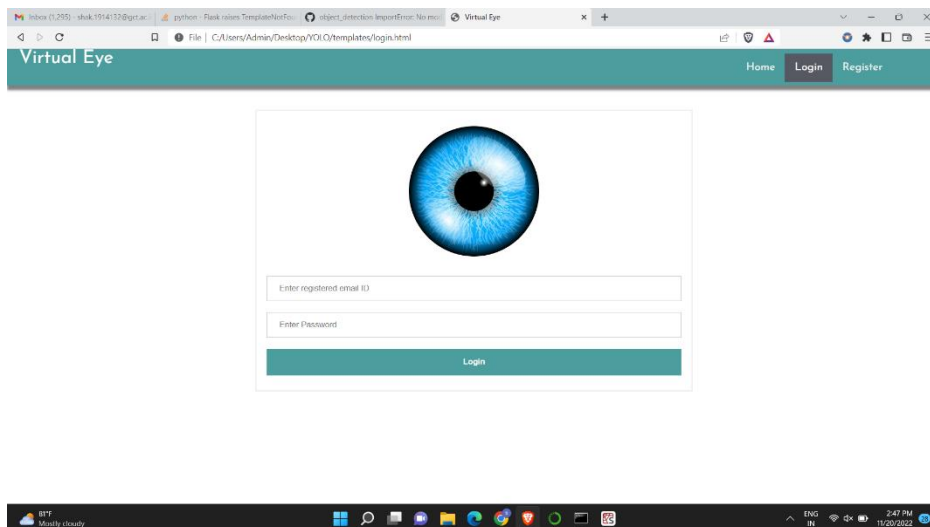 Inbox (1,295) - shak.1914132@gct.ac
python - Flask raises TemplateNotFou
object_detection ImportError: No mod
Virtual Eye
File | C:/Users/Admin/Desktop/YOLO/templates/login.html
Virtual Eye
Home
Login
Register
Enter registered email ID
Enter Password
Login
81°F
Mostly cloudy
ENG
IN
2:47 PM
11/20/2022